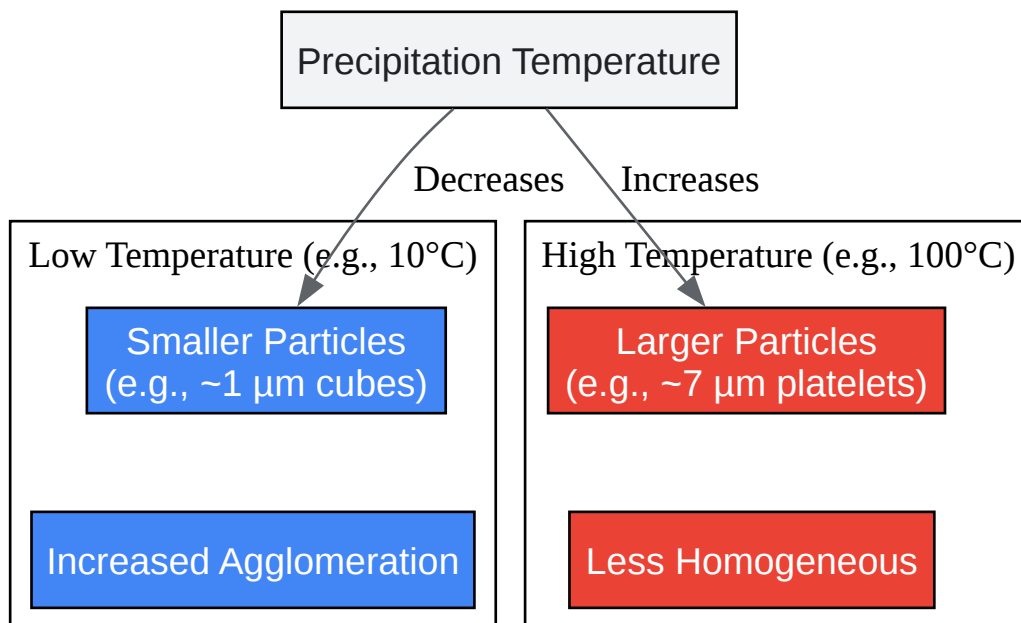 Precipitation Temperature
Decreases
Increases
Low Temperature (e.g., 10°C)
High Temperature (e.g., 100°C)
Smaller Particles
(e.g., ~1 µm cubes)
Larger Particles
(e.g., ~7 µm platelets)
Increased Agglomeration
Less Homogeneous